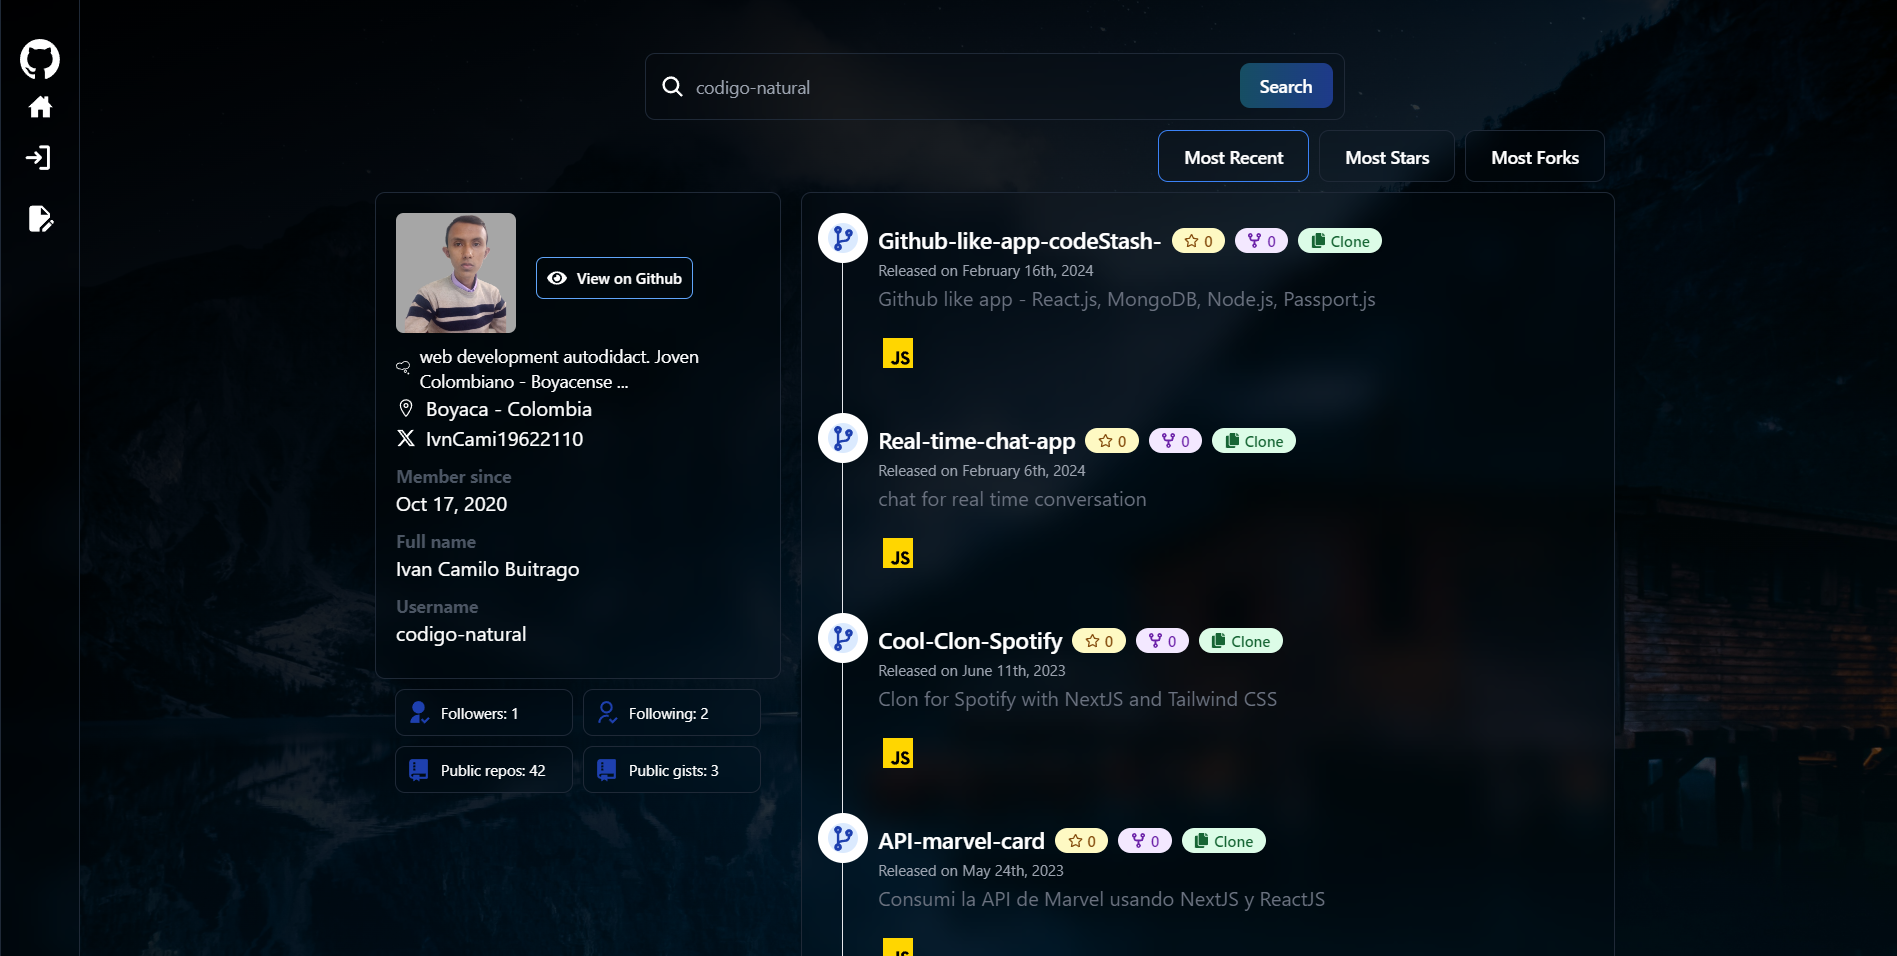 codigo-natural
Search
Most Recent
Most Stars
Most Forks
View on Github
web development autodidact. Joven
Colombiano - Boyacense ...
Boyaca - Colombia
IvnCami19622110
Member since
Oct 17, 2020
Full name
Ivan Camilo Buitrago
Username
codigo-natural
Followers: 1
Following: 2
Public repos: 42
Public gists: 3
Github-like-app-codeStash- 0 0 Clone
Released on February 16th, 2024
Github like app - React.js, MongoDB, Node.js, Passport.js
JS
Real-time-chat-app 0 0 Clone
Released on February 6th, 2024
chat for real time conversation
JS
Cool-Clon-Spotify 0 0 Clone
Released on June 11th, 2023
Clon for Spotify with NextJS and Tailwind CSS
JS
API-marvel-card 0 0 Clone
Released on May 24th, 2023
Consumi la API de Marvel usando NextJS y ReactJS
JS